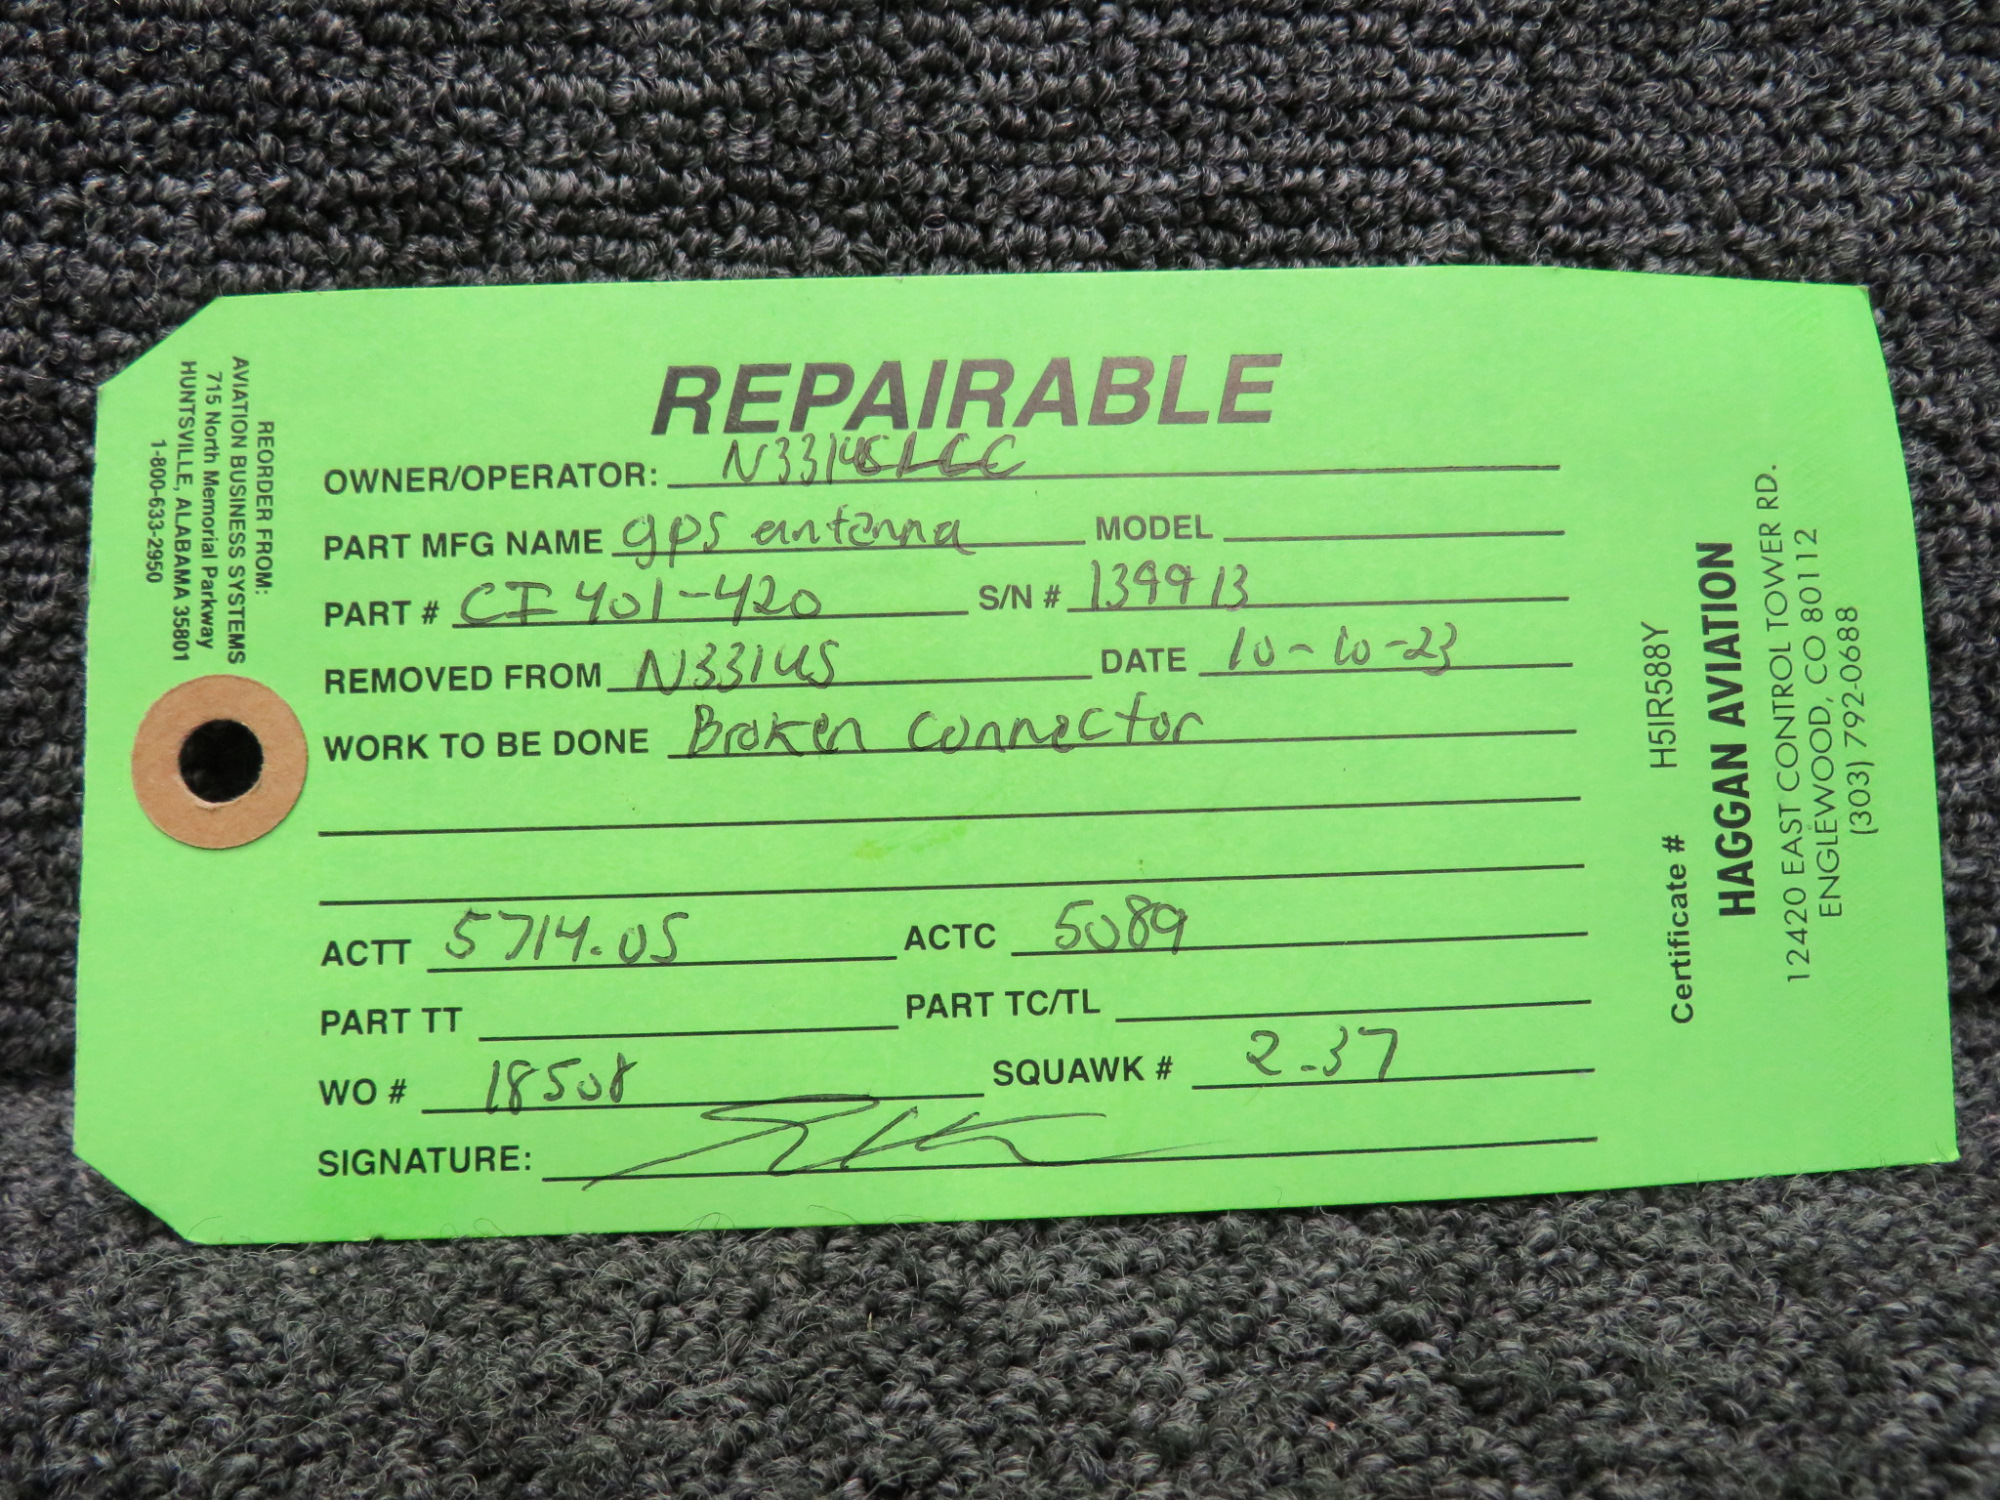 REPAIRABLE
OWNER/OPERATOR: N331US LLC
PART MFG NAME gps antenna MODEL
PART # CI 401-420 S/N # 139913
REMOVED FROM N331US DATE 10-10-23
WORK TO BE DONE Broken connector
ACTT 5714.05 ACTC 5089
PART TT PART TC/TL
WO # 18508 SQUAWK # 2-37
SIGNATURE:
REORDER FROM:
AVIATION BUSINESS SYSTEMS
715 North Memorial Parkway
HUNTSVILLE, ALABAMA 35801
1-800-633-2950
Certificate # H5IR588Y
HAGGAN AVIATION
12420 EAST CONTROL TOWER RD.
ENGLEWOOD, CO 80112
(303) 792-0688